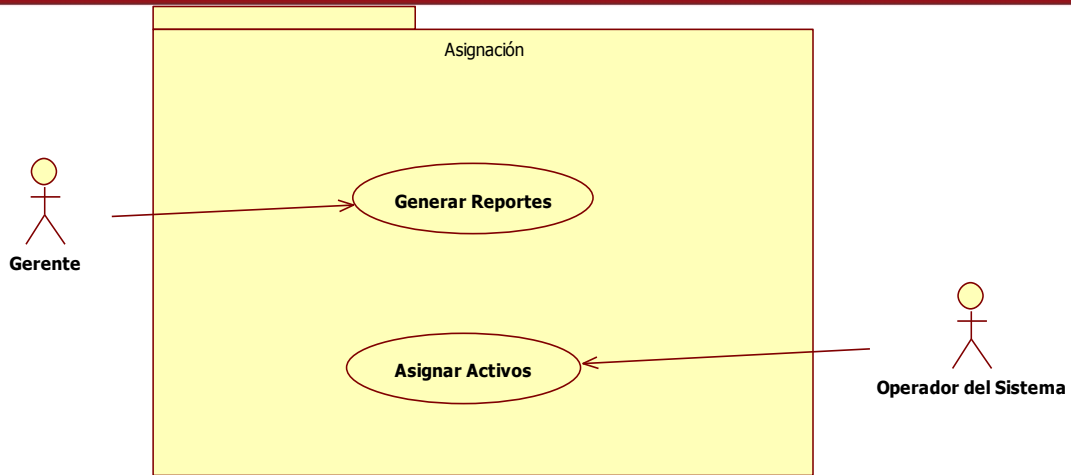 Asignación
Generar Reportes
Gerente
Asignar Activos
Operador del Sistema